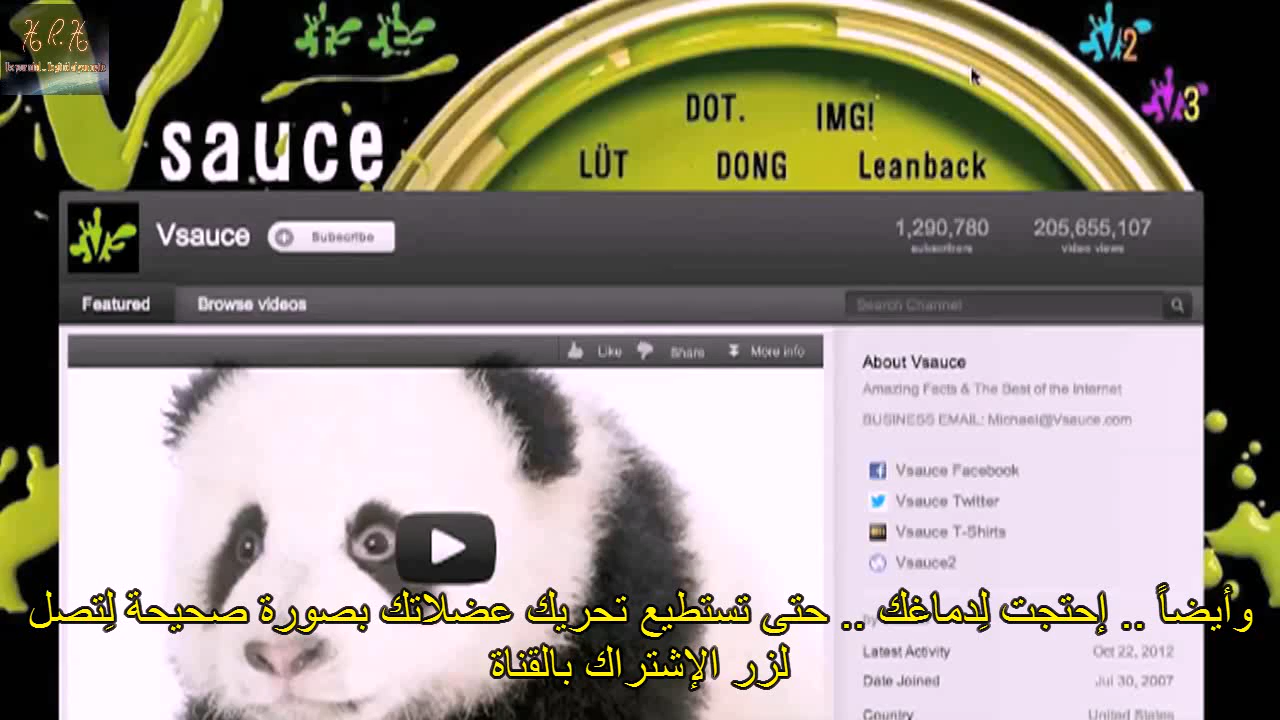 A.R.A
2
3
sauce
DOT.
IMG!
LÜT
DONG
Leanback
Vsauce
Subscribe
1,290,780
subscribers
205,655,107
video views
Featured
Browse videos
Search Channel
Like
Share
More info
About Vsauce
Amazing Facts & The Best of the Internet
BUSINESS EMAIL: Michael@Vsauce.com
Vsauce Facebook
Vsauce Twitter
Vsauce T-Shirts
Vsauce2
وأيضاً .. إحتجت لِدماغك .. حتى تستطيع تحريك عضلاتك بصورة صحيحة لِتصل
لزر الإشتراك بالقناة
Latest Activity
Oct 22, 2012
Date Joined
Jul 30, 2007
Country
United States